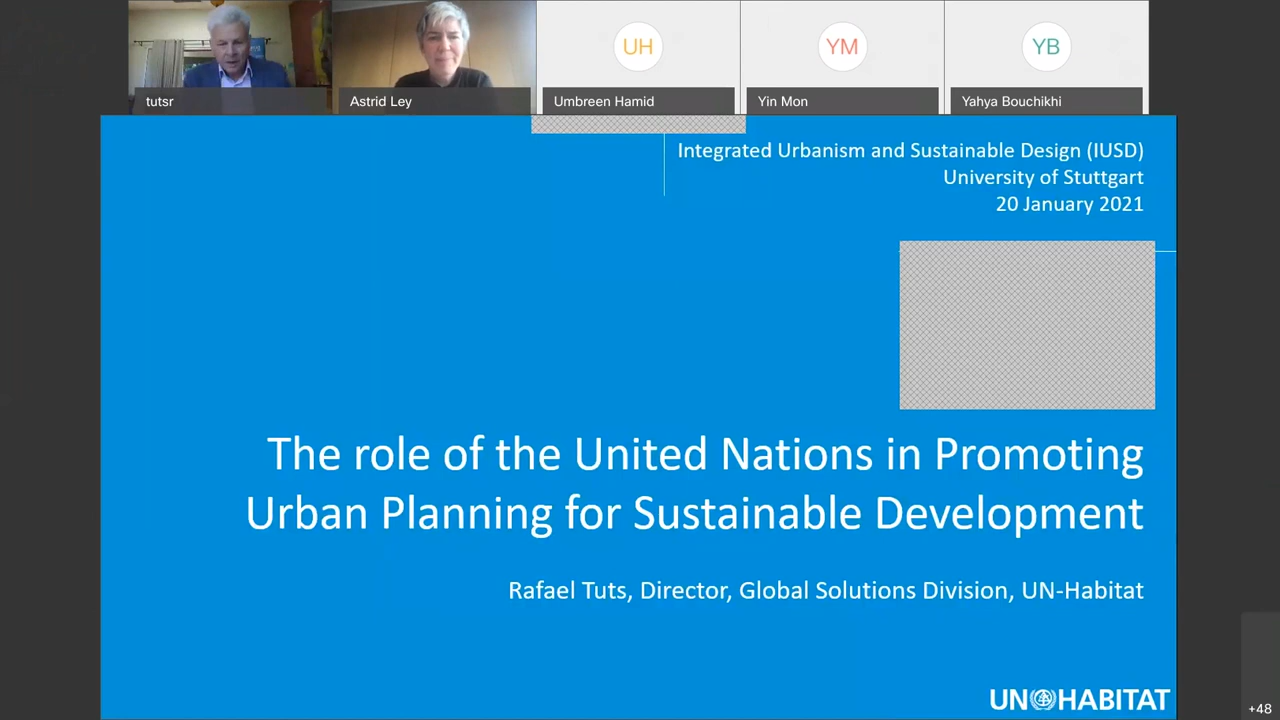 UH
YM
YB
tutsr
Astrid Ley
Umbreen Hamid
Yin Mon
Yahya Bouchikhi
Integrated Urbanism and Sustainable Design (IUSD)
University of Stuttgart
20 January 2021
The role of the United Nations in Promoting
Urban Planning for Sustainable Development
Rafael Tuts, Director, Global Solutions Division, UN-Habitat
UN HABITAT
+48